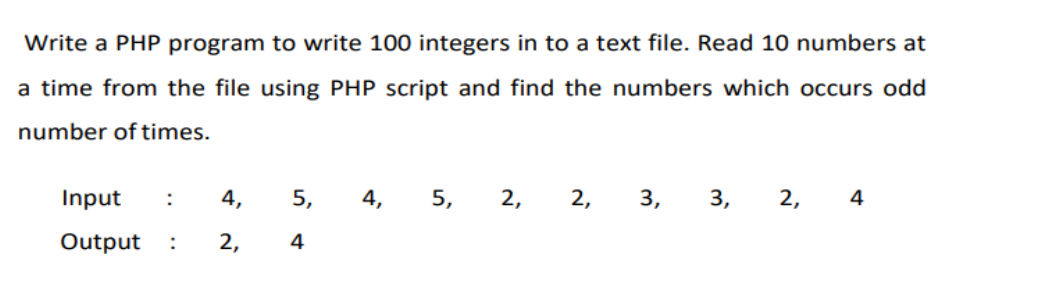 Write a PHP program to write 100 integers in to a text file. Read 10 numbers at
a time from the file using PHP script and find the numbers which occurs odd
number of times.
Input : 4, 5, 4, 5, 2, 2, 3, 3, 2, 4
Output : 2, 4